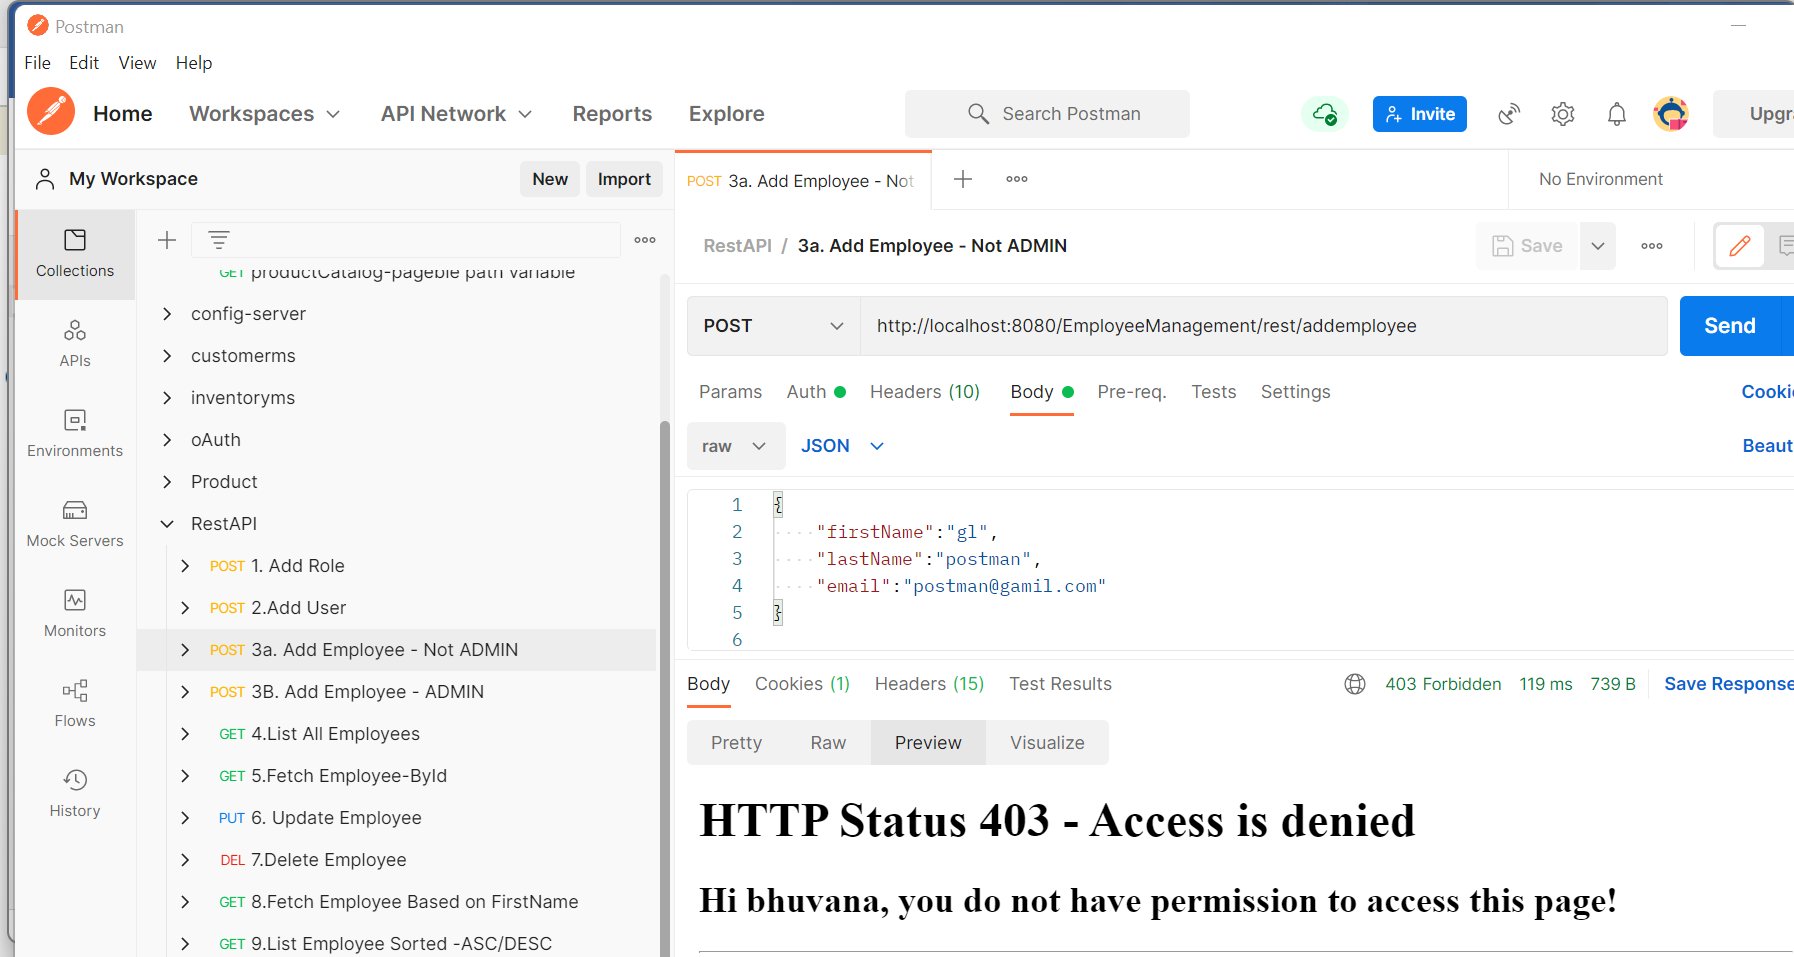 Postman
File Edit View Help
Home Workspaces API Network Reports Explore Search Postman Invite Upgra
My Workspace New Import
POST 3a. Add Employee - Not
No Environment
Collections
APIs
Environments
Mock Servers
Monitors
Flows
History
GET productCatalog-pageble path variable
config-server
customerms
inventoryms
oAuth
Product
RestAPI
POST 1. Add Role
POST 2.Add User
POST 3a. Add Employee - Not ADMIN
POST 3B. Add Employee - ADMIN
GET 4.List All Employees
GET 5.Fetch Employee-ById
PUT 6. Update Employee
DEL 7.Delete Employee
GET 8.Fetch Employee Based on FirstName
GET 9.List Employee Sorted -ASC/DESC
RestAPI / 3a. Add Employee - Not ADMIN Save
POST http://localhost:8080/EmployeeManagement/rest/addemployee Send
Params Auth Headers (10) Body Pre-req. Tests Settings Cooki
raw JSON Beaut
1 {
2 "firstName":"gl",
3 "lastName":"postman",
4 "email":"postman@gamil.com"
5 }
6
Body Cookies (1) Headers (15) Test Results 403 Forbidden 119 ms 739 B Save Response
Pretty Raw Preview Visualize
HTTP Status 403 - Access is denied
Hi bhuvana, you do not have permission to access this page!